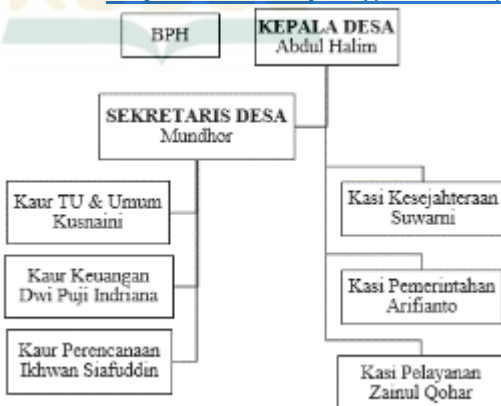 BPH
KEPALA DESA
Abdul Halim
SEKRETARIS DESA
Mundhor
Kaur TU & Umum
Kusnaini
Kaur Keuangan
Dwi Puji Indriana
Kaur Perencanaan
Ikhwan Siafuddin
Kasi Kesejahteraan
Suwarni
Kasi Pemerintahan
Arifianto
Kasi Pelayanan
Zainul Qohar